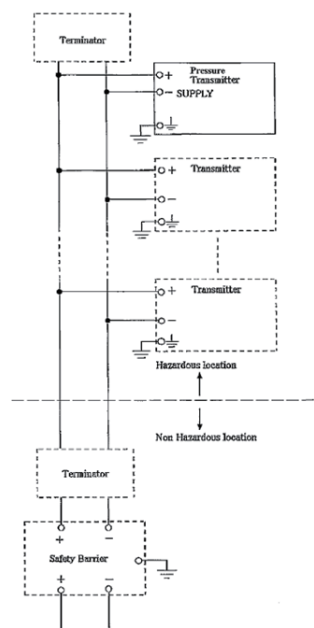 Terminator
+
Pressure
Transmitter
− SUPPLY
+
Transmitter
−
+
Transmitter
−
Hazardous location
Non Hazardous location
Terminator
+ −
Safety Barrier
+ −